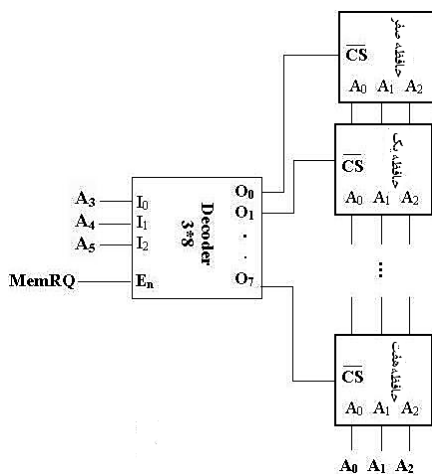 حافظه صفر
CS
A0 A1 A2
حافظه یک
CS
A0 A1 A2
...
حافظه هفت
CS
A0 A1 A2
A0 A1 A2
Decoder
3*8
A3 I0
A4 I1
A5 I2
MemRQ En
O0
O1
.
.
O7